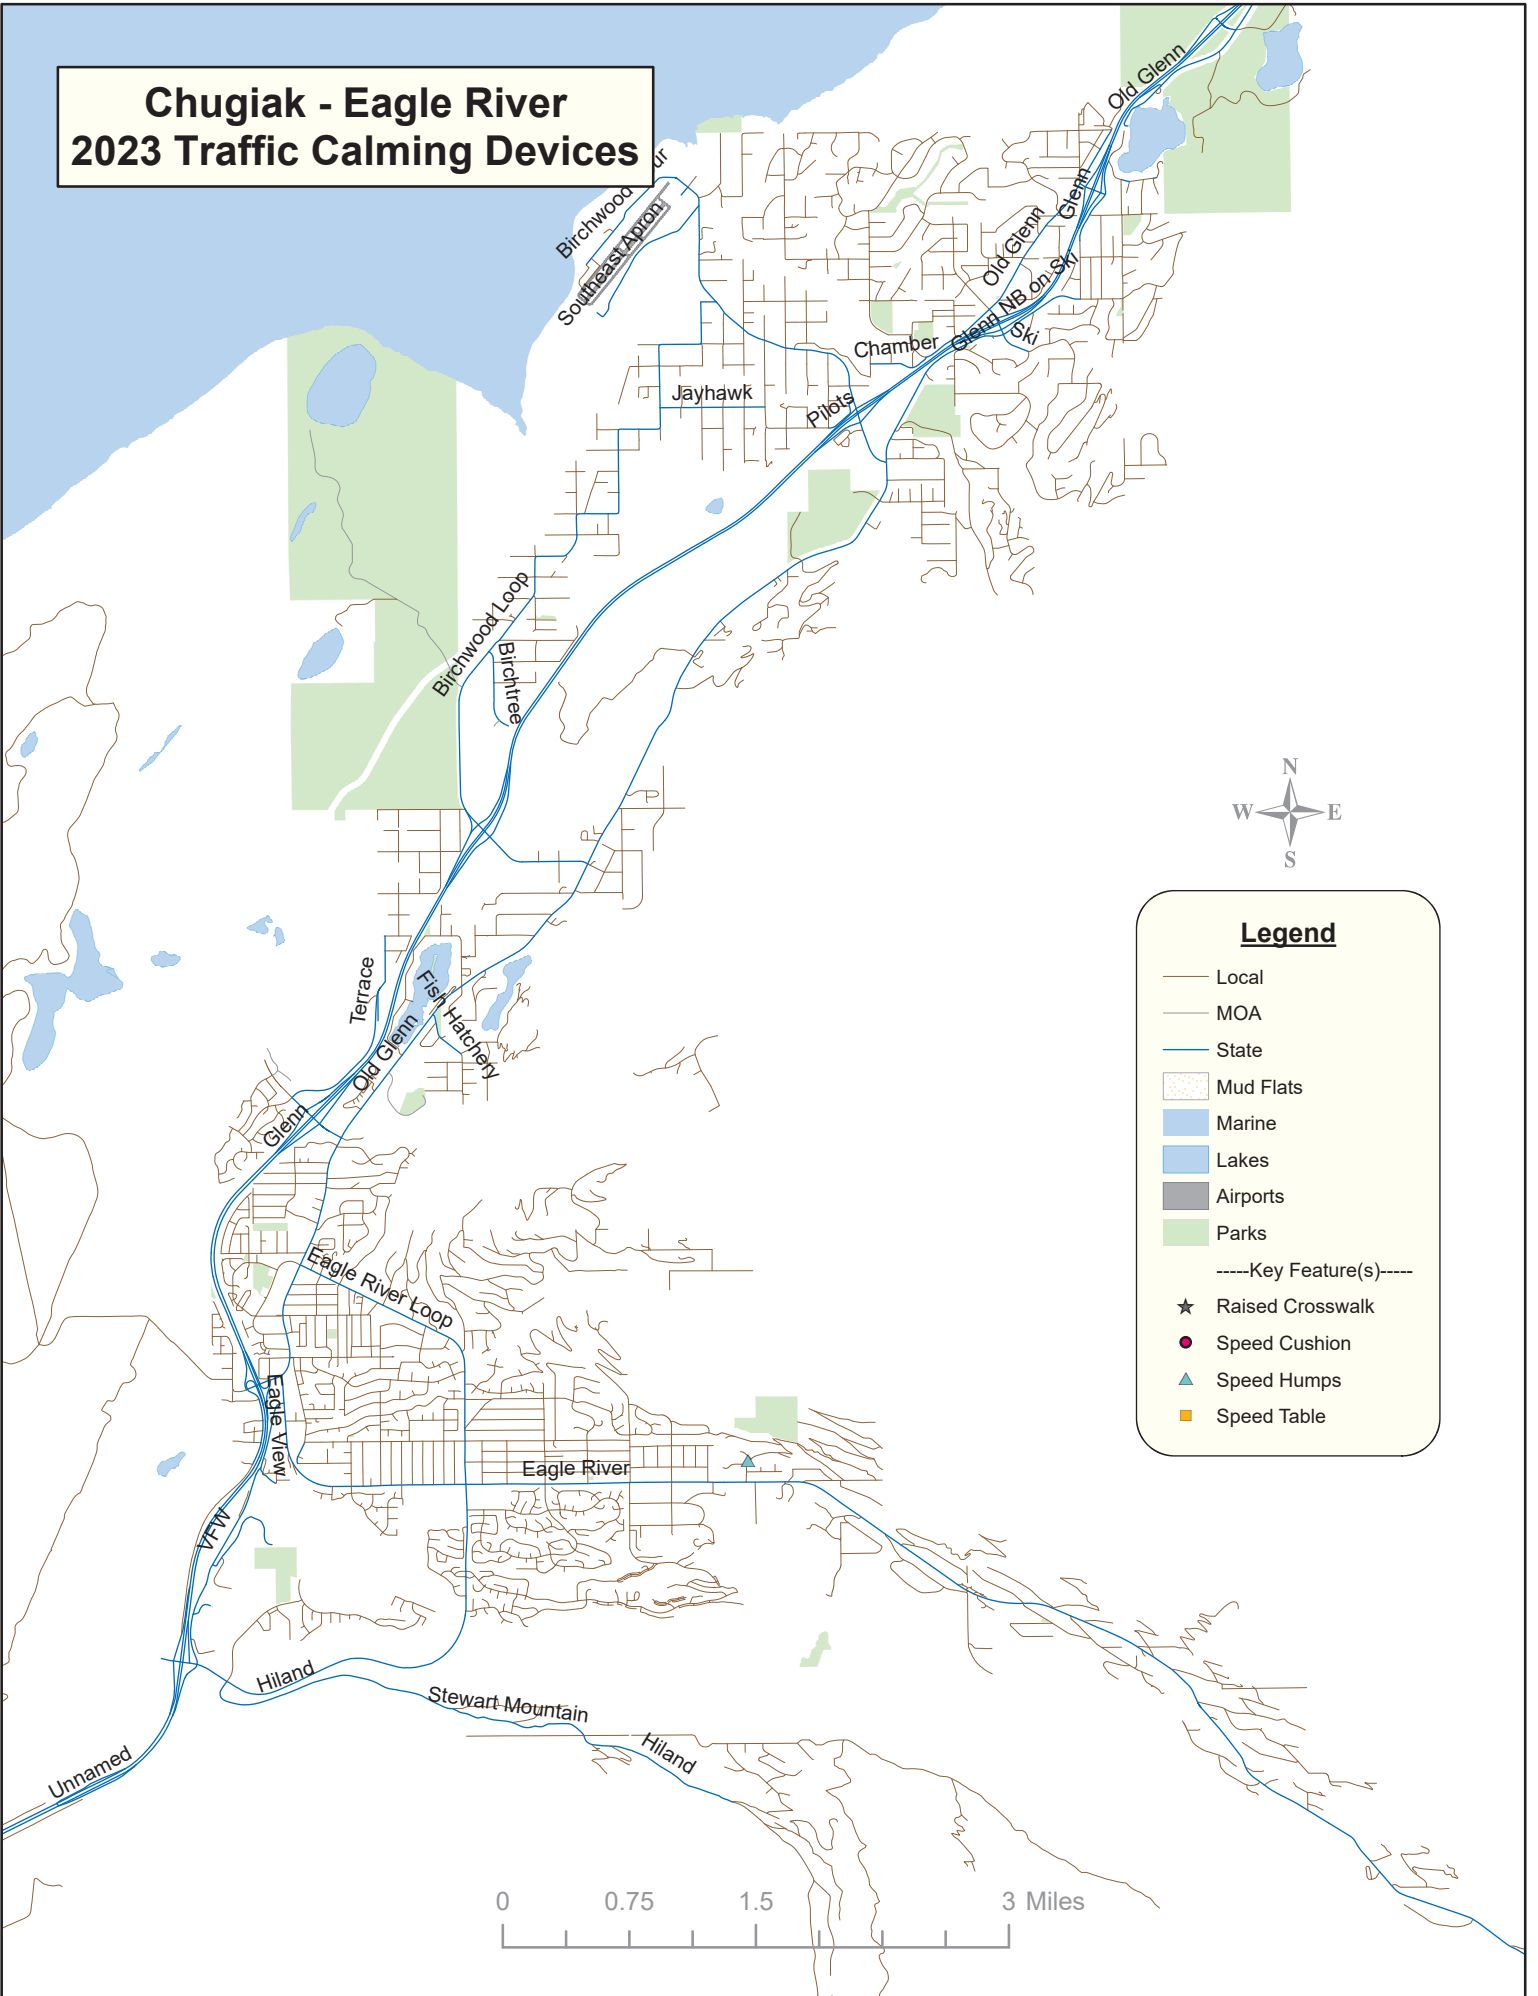 Chugiak - Eagle River
2023 Traffic Calming Devices
Old Glenn
Birchwood
ur
Southeast Apron
Glenn
Old Glenn
Glenn NB on Ski
Ski
Chamber
Jayhawk
Pilots
Birchwood Loop
Birchtree
N
W E
S
Legend
Local
MOA
State
Mud Flats
Marine
Lakes
Airports
Parks
-----Key Feature(s)-----
Raised Crosswalk
Speed Cushion
Speed Humps
Speed Table
Terrace
Fish Hatchery
Old Glenn
Glenn
Eagle River Loop
Eagle View
Eagle River
VFW
Hiland
Stewart Mountain
Hiland
Unnamed
0 0.75 1.5 3 Miles